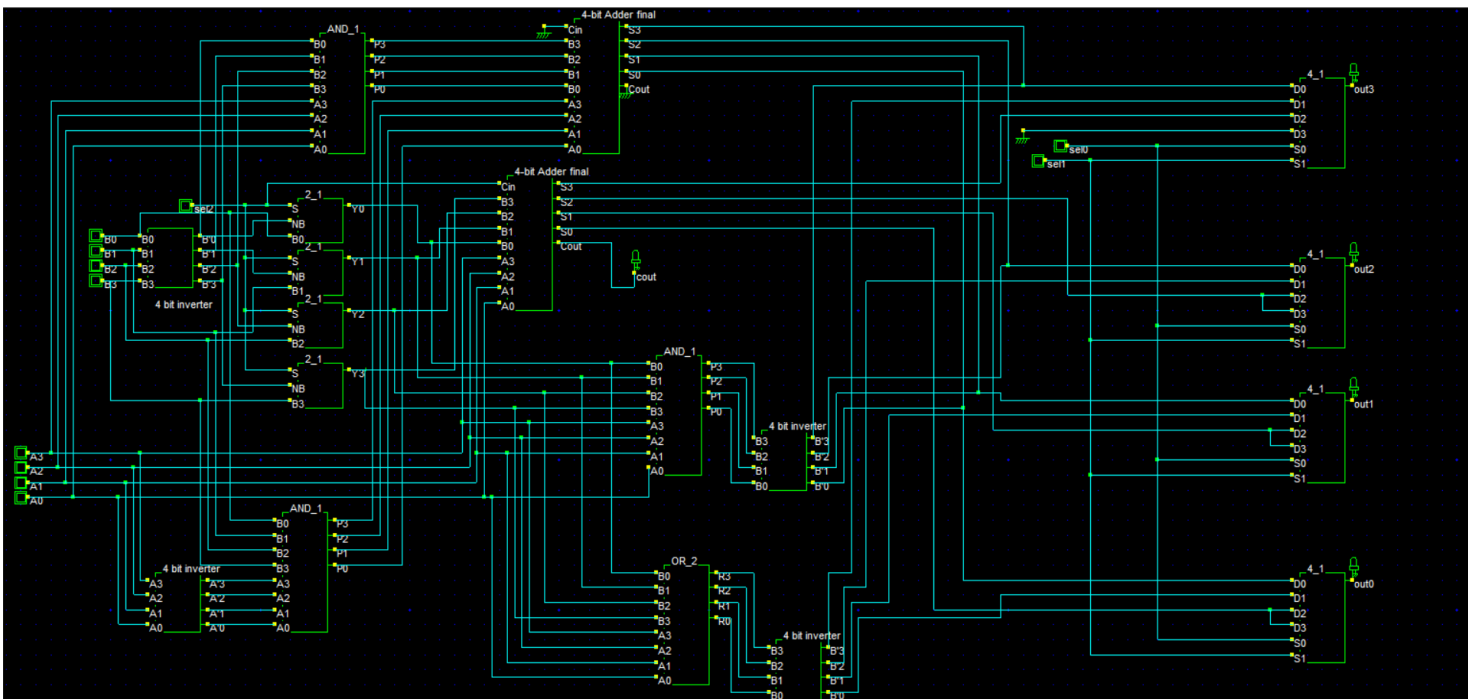 4-bit Adder final
Cin
B3
B2
B1
B0
A3
A2
A1
A0
S3
S2
S1
S0
Cout
AND_1
B0
B1
B2
B3
A3
A2
A1
A0
P3
P2
P1
P0
4_1
D0
D1
D2
D3
S0
S1
out3
sel0
sel1
4-bit Adder final
Cin
B3
B2
B1
B0
A3
A2
A1
A0
S3
S2
S1
S0
Cout
cout
sel2
2_1
S
NB
B0
Y0
2_1
S
NB
B1
Y1
2_1
S
NB
B2
Y2
2_1
S
NB
B3
Y3
B0
B1
B2
B3
B0
B1
B2
B3
B'0
B'1
B'2
B'3
4 bit inverter
4_1
D0
D1
D2
D3
S0
S1
out2
AND_1
B0
B1
B2
B3
A3
A2
A1
A0
P3
P2
P1
P0
4 bit inverter
B3
B2
B1
B0
B'3
B'2
B'1
B'0
4_1
D0
D1
D2
D3
S0
S1
out1
A3
A2
A1
A0
AND_1
B0
B1
B2
B3
A3
A2
A1
A0
P3
P2
P1
P0
4 bit inverter
A3
A2
A1
A0
A'3
A'2
A'1
A'0
OR_2
B0
B1
B2
B3
A3
A2
A1
A0
R3
R2
R1
R0
4 bit inverter
B3
B2
B1
B0
B'3
B'2
B'1
B'0
4_1
D0
D1
D2
D3
S0
S1
out0